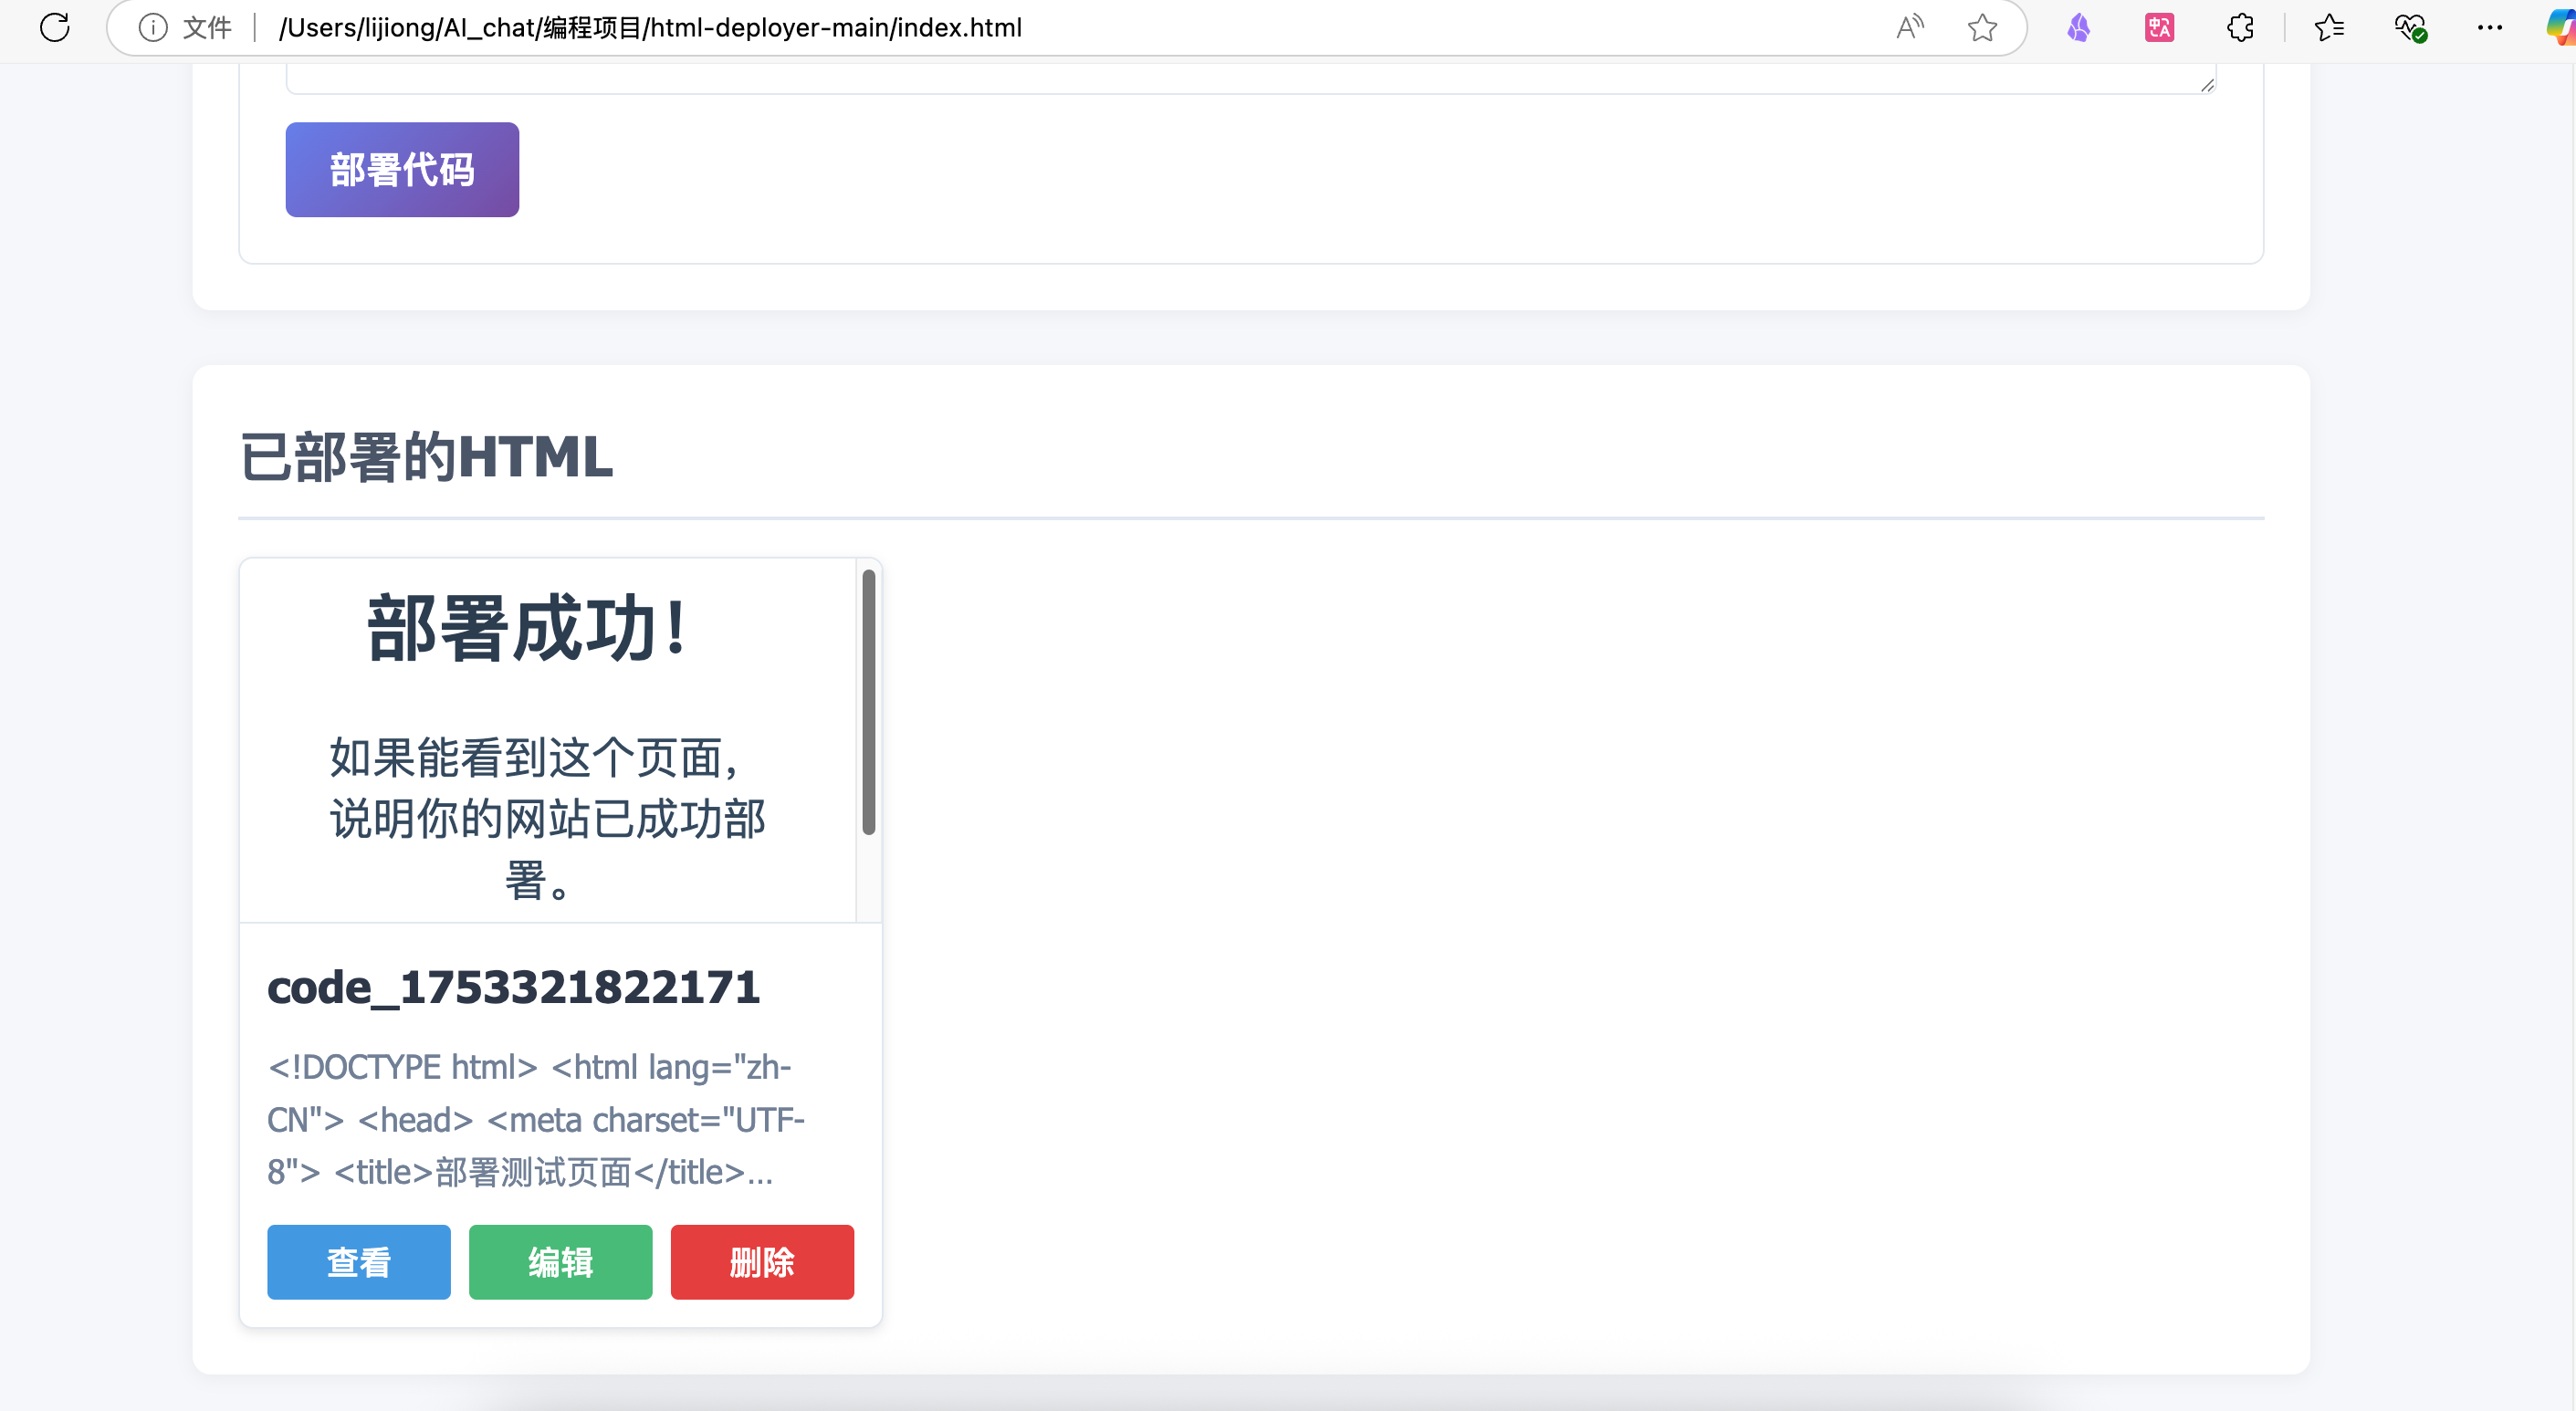 文件 /Users/lijiong/AI_chat/编程项目/html-deployer-main/index.html
部署代码
已部署的HTML
部署成功！
如果能看到这个页面，
说明你的网站已成功部
署。
code_1753321822171
<!DOCTYPE html> <html lang="zh-
CN"> <head> <meta charset="UTF-
8"> <title>部署测试页面</title>...
查看 编辑 删除